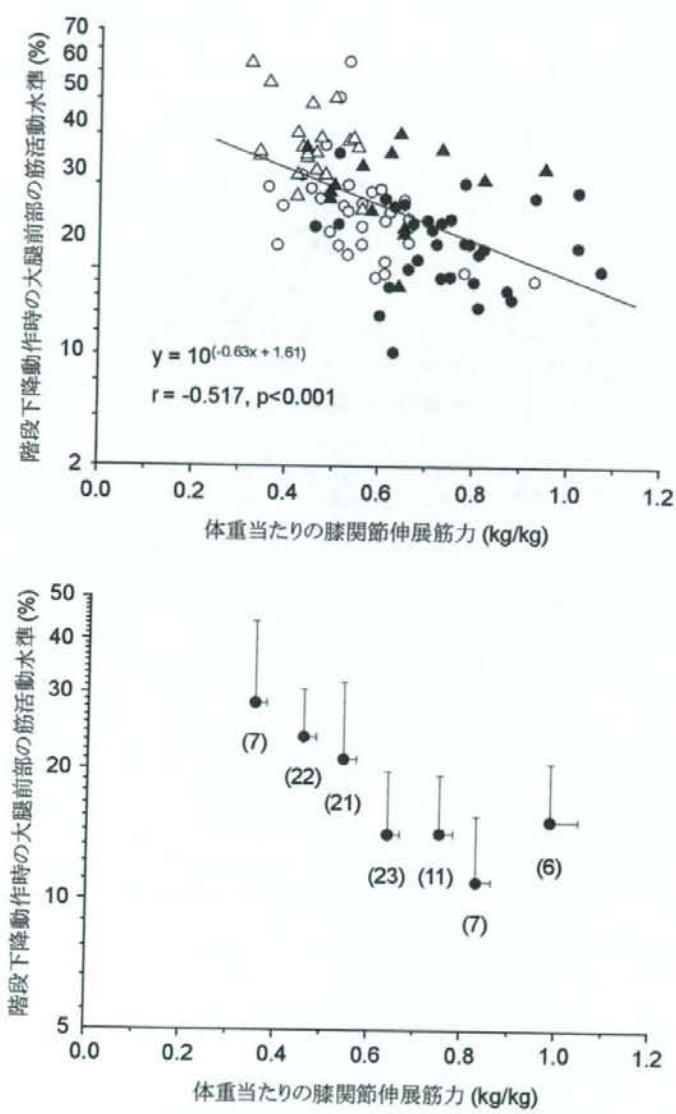 階段下降動作時の大腿前部の筋活動水準 (%)
70
60
50
40
30
20
10
2
y = 10(-0.63x + 1.61)
r = -0.517, p<0.001
0.0 0.2 0.4 0.6 0.8 1.0 1.2
体重当たりの膝関節伸展筋力 (kg/kg)
階段下降動作時の大腿前部の筋活動水準 (%)
50
40
30
20
10
5
(7)
(22)
(21)
(23)
(11)
(7)
(6)
0.0 0.2 0.4 0.6 0.8 1.0 1.2
体重当たりの膝関節伸展筋力 (kg/kg)